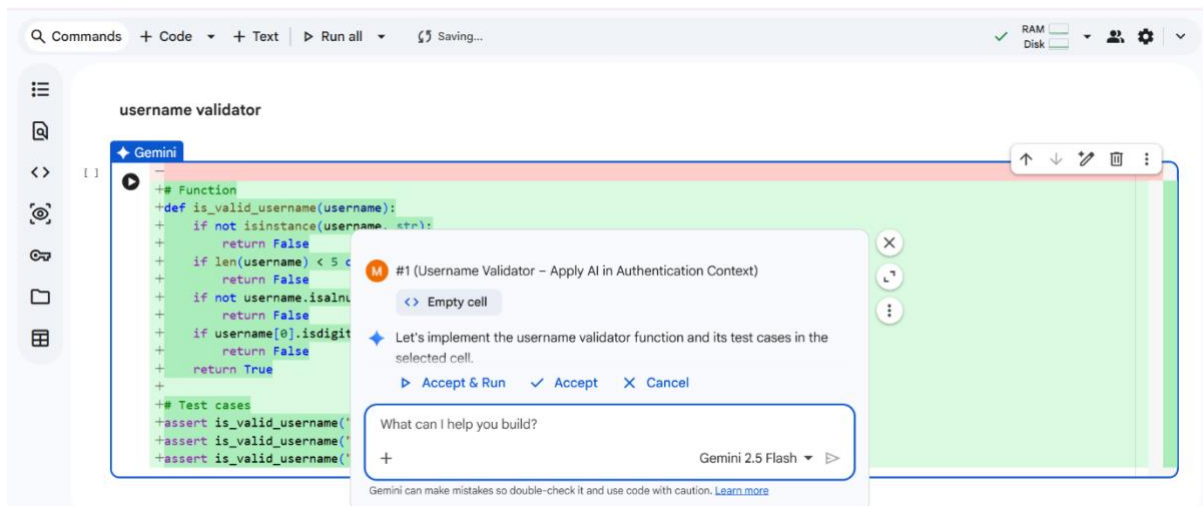 Commands + Code + Text Run all Saving... RAM
Disk
username validator
Gemini
[ ]
-
+# Function
+def is_valid_username(username):
+    if not isinstance(username, str):
+        return False
+    if len(username) < 5
+        return False
+    if not username.isalnu
+        return False
+    if username[0].isdigit
+        return False
+    return True
+
+# Test cases
+assert is_valid_username('
+assert is_valid_username('
+assert is_valid_username('
M #1 (Username Validator – Apply AI in Authentication Context)
<> Empty cell
Let's implement the username validator function and its test cases in the
selected cell.
Accept & Run Accept Cancel
What can I help you build?
+ Gemini 2.5 Flash
Gemini can make mistakes so double-check it and use code with caution. Learn more